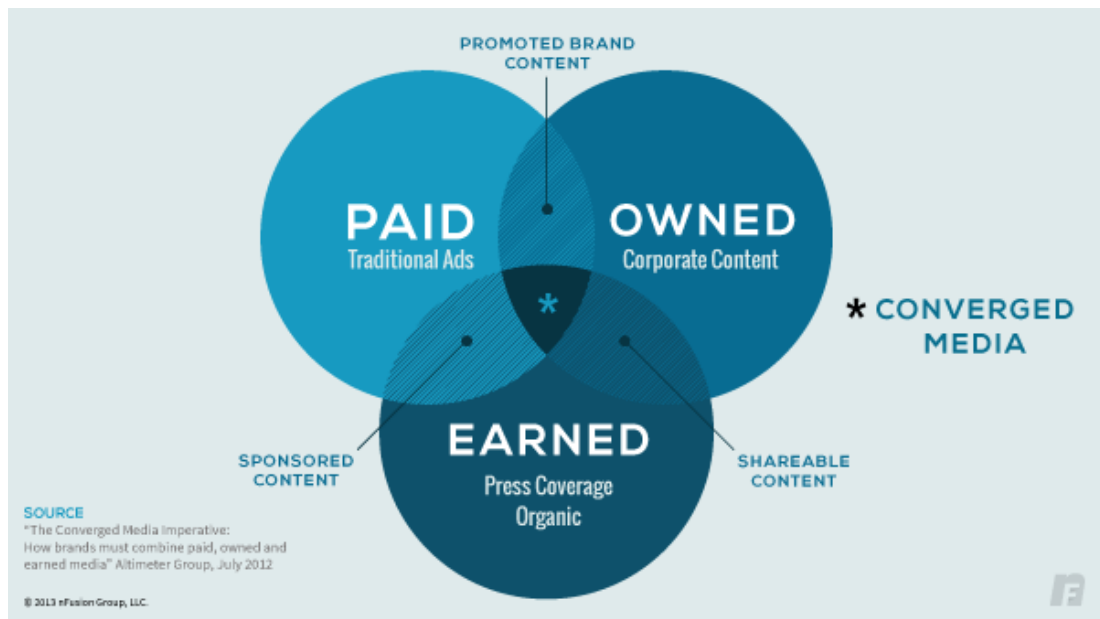 PROMOTED BRAND
CONTENT
PAID
Traditional Ads
OWNED
Corporate Content
*
* CONVERGED
MEDIA
EARNED
Press Coverage
Organic
SPONSORED
CONTENT
SHAREABLE
CONTENT
SOURCE
"The Converged Media Imperative:
How brands must combine paid, owned and
earned media" Altimeter Group, July 2012
© 2013 nFusion Group, LLC.
nF